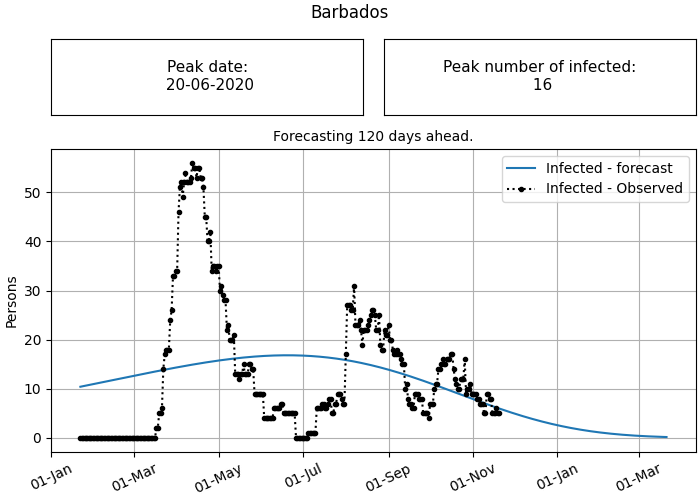 Barbados
Peak date:
20-06-2020
Peak number of infected:
16
Forecasting 120 days ahead.
Infected - forecast
Infected - Observed
Persons
50
40
30
20
10
0
01-Jan
01-Mar
01-May
01-Jul
01-Sep
01-Nov
01-Jan
01-Mar